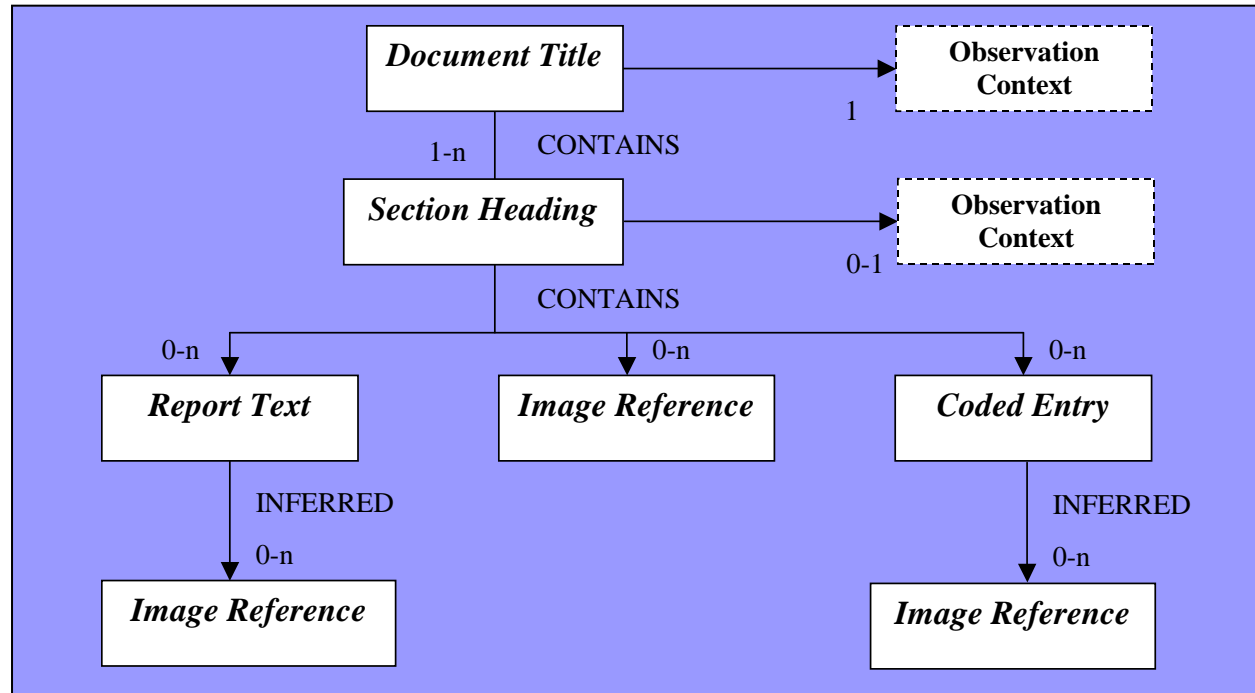 Document Title
Observation
Context
1
CONTAINS
1-n
Section Heading
Observation
Context
0-1
CONTAINS
0-n
0-n
0-n
Report Text
Image Reference
Coded Entry
INFERRED
INFERRED
0-n
0-n
Image Reference
Image Reference